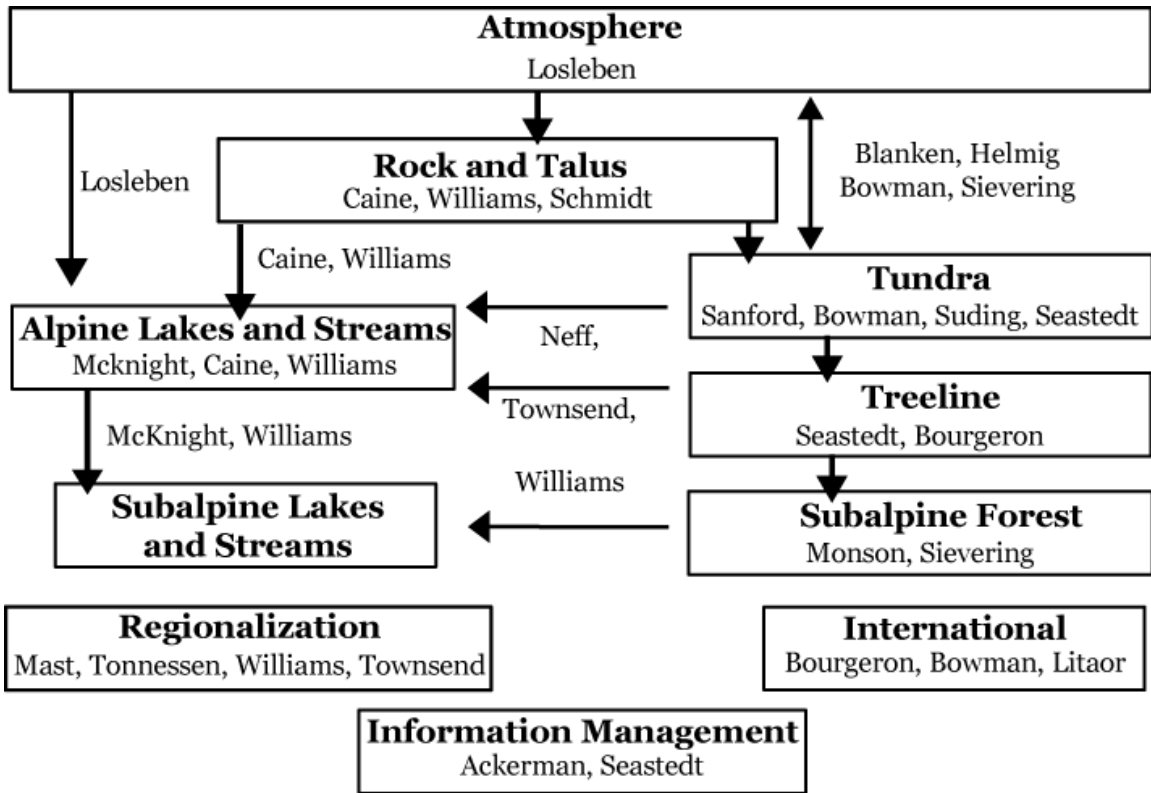 Atmosphere
Losleben
Losleben
Rock and Talus
Caine, Williams, Schmidt
Blanken, Helmig
Bowman, Sievering
Caine, Williams
Tundra
Sanford, Bowman, Suding, Seastedt
Alpine Lakes and Streams
Mcknight, Caine, Williams
Neff,
Treeline
Seastedt, Bourgeron
Townsend,
McKnight, Williams
Williams
Subalpine Lakes
and Streams
Subalpine Forest
Monson, Sievering
Regionalization
Mast, Tonnessen, Williams, Townsend
International
Bourgeron, Bowman, Litaor
Information Management
Ackerman, Seastedt